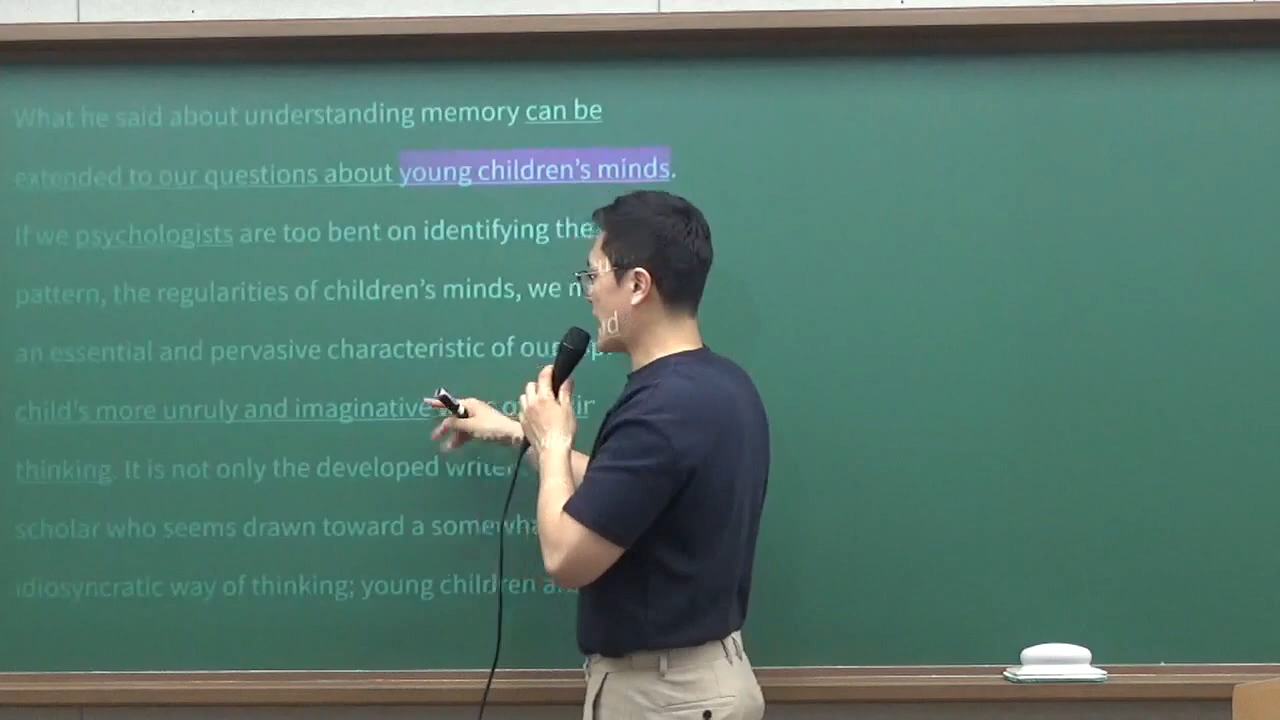 What he said about understanding memory can be
extended to our questions about young children's minds.
If we psychologists are too bent on identifying the
pattern, the regularities of children's minds, we
an essential and pervasive characteristic of our
child's more unruly and imaginative
thinking. It is not only the developed
scholar who seems drawn toward a
idiosyncratic way of thinking; young children